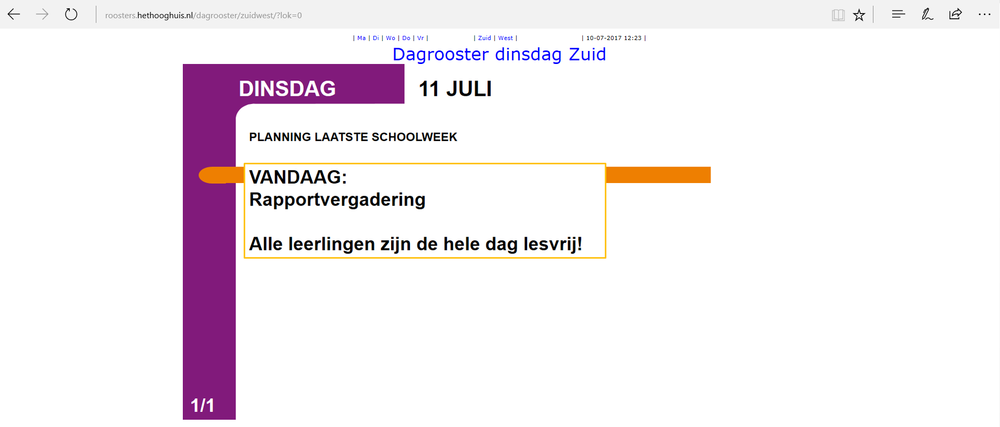 roosters.hethooghuis.nl/dagrooster/zuidwest/?lok=0
| Ma | Di | Wo | Do | Vr | | Zuid | West | | 10-07-2017 12:23 |
Dagrooster dinsdag Zuid
DINSDAG 11 JULI
PLANNING LAATSTE SCHOOLWEEK
VANDAAG:
Rapportvergadering
Alle leerlingen zijn de hele dag lesvrij!
1/1